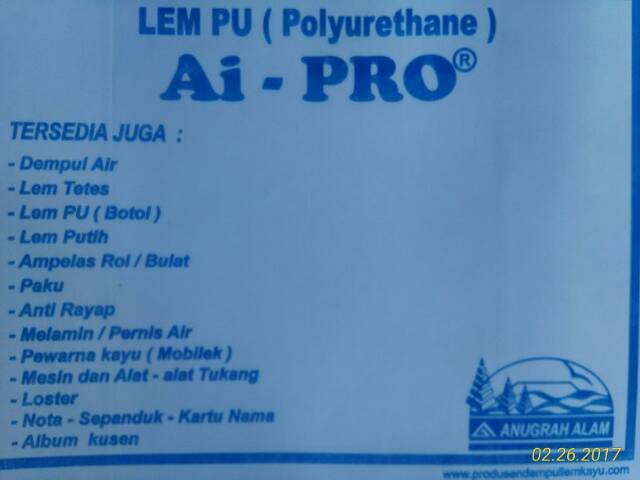 LEM PU ( Polyurethane )
Ai - PRO®
TERSEDIA JUGA :
- Dempul Air
- Lem Tetes
- Lem PU ( Botol )
- Lem Putih
- Ampelas Rol / Bulat
- Paku
- Anti Rayap
- Melamin / Pernis Air
- Pewarna kayu ( Mobilek )
- Mesin dan Alat - alat Tukang
- Loster
- Nota - Sepanduk - Kartu Nama
- Album kusen
ANUGRAH ALAM
02.26.2017
www.produsendempullemkayu.com